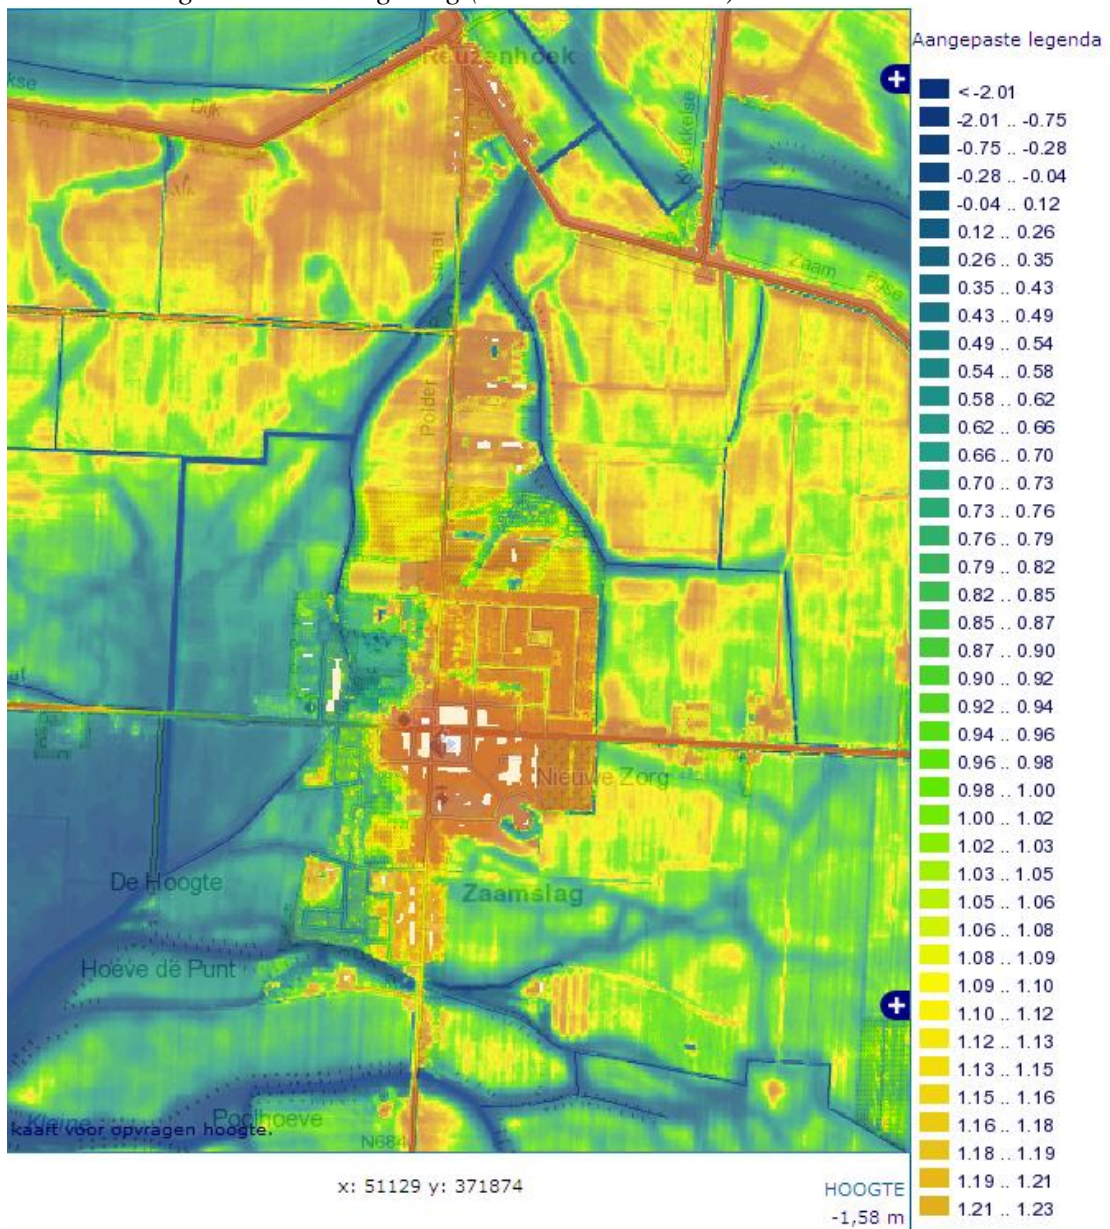 Reuzenhoek
Dijk
Kwakkelse
Zaam
Polder
straat
Nieuwe Zorg
De Hoogte
Zaamslag
Hoeve de Punt
Kleine
Poolhoeve
kaart voor opvragen hoogte.
N684
x: 51129 y: 371874
HOOGTE
-1,58 m
Aangepaste legenda
< -2.01
-2.01 .. -0.75
-0.75 .. -0.28
-0.28 .. -0.04
-0.04 .. 0.12
0.12 .. 0.26
0.26 .. 0.35
0.35 .. 0.43
0.43 .. 0.49
0.49 .. 0.54
0.54 .. 0.58
0.58 .. 0.62
0.62 .. 0.66
0.66 .. 0.70
0.70 .. 0.73
0.73 .. 0.76
0.76 .. 0.79
0.79 .. 0.82
0.82 .. 0.85
0.85 .. 0.87
0.87 .. 0.90
0.90 .. 0.92
0.92 .. 0.94
0.94 .. 0.96
0.96 .. 0.98
0.98 .. 1.00
1.00 .. 1.02
1.02 .. 1.03
1.03 .. 1.05
1.05 .. 1.06
1.06 .. 1.08
1.08 .. 1.09
1.09 .. 1.10
1.10 .. 1.12
1.12 .. 1.13
1.13 .. 1.15
1.15 .. 1.16
1.16 .. 1.18
1.18 .. 1.19
1.19 .. 1.21
1.21 .. 1.23